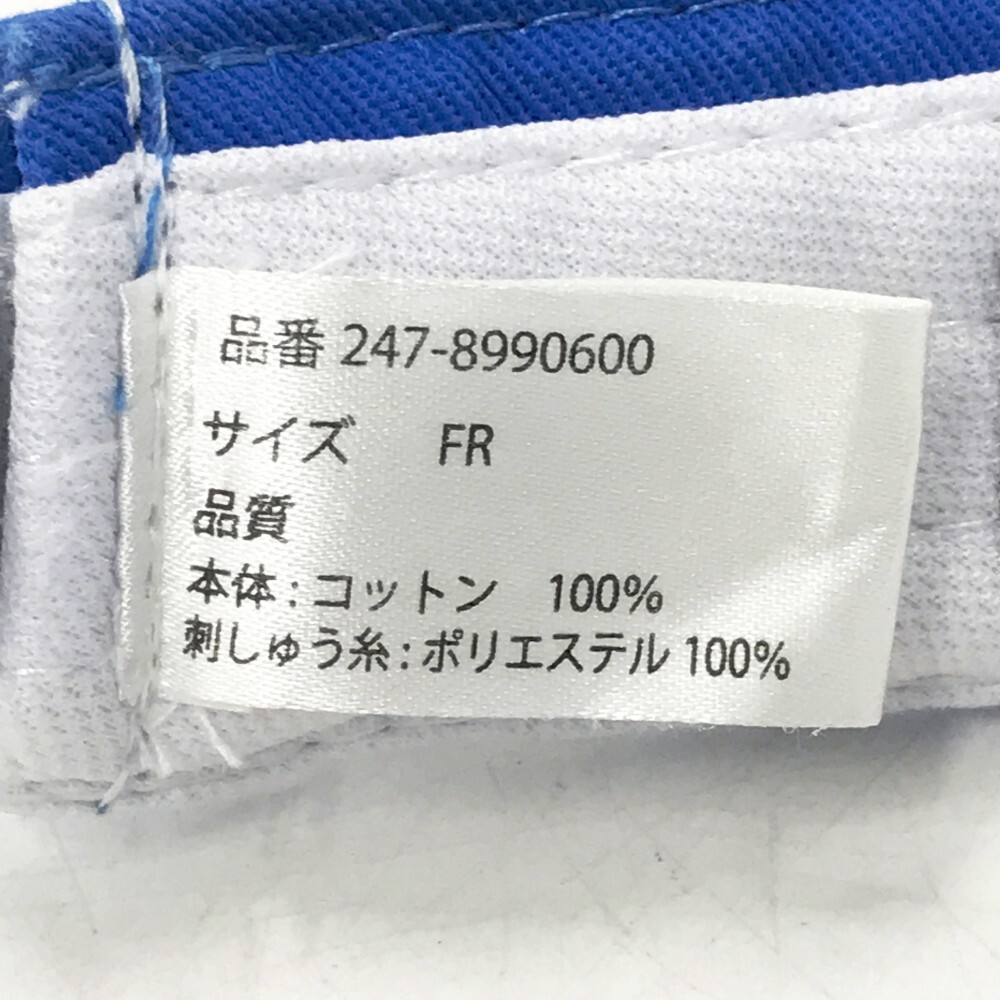 品番 247-8990600
サイズ FR
品質
本体 : コットン 100%
刺しゅう糸 : ポリエステル 100%